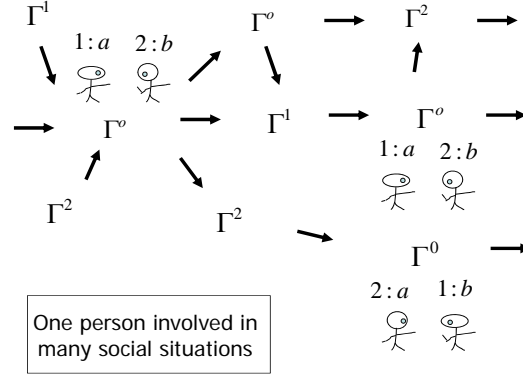 Γ¹ Γᵒ Γ²
1:a 2:b
Γᵒ Γ¹ Γᵒ
1:a 2:b
Γ² Γ²
Γ⁰
2:a 1:b
One person involved in
many social situations